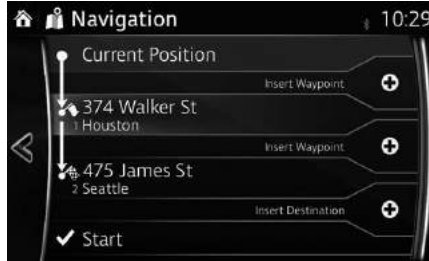 Navigation 10:29
Current Position
Insert Waypoint
374 Walker St
1 Houston
Insert Waypoint
475 James St
2 Seattle
Insert Destination
Start